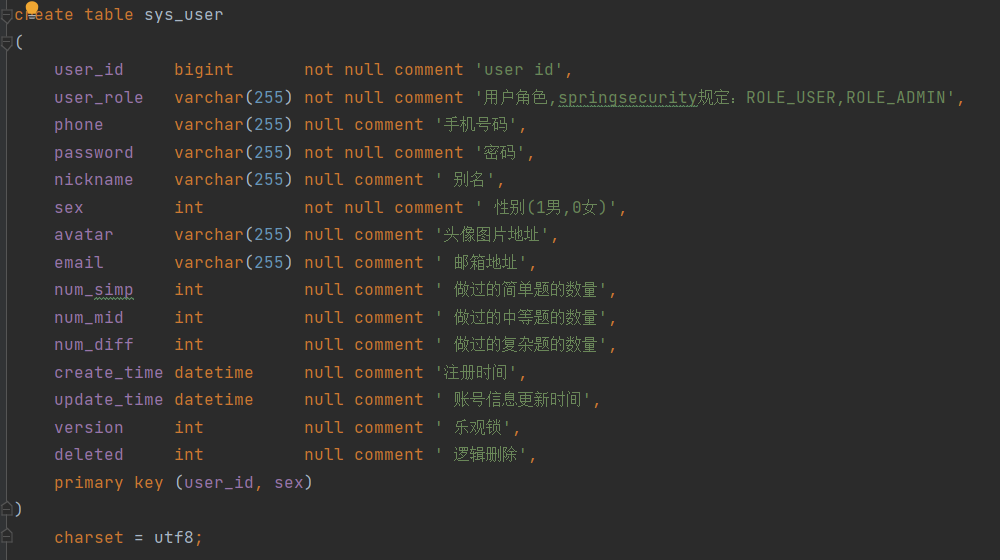 create table sys_user
(
    user_id     bigint       not null comment 'user id',
    user_role   varchar(255) not null comment '用户角色,springsecurity规定：ROLE_USER,ROLE_ADMIN',
    phone       varchar(255) null comment '手机号码',
    password    varchar(255) not null comment '密码',
    nickname    varchar(255) null comment ' 别名',
    sex         int          not null comment ' 性别(1男,0女)',
    avatar      varchar(255) null comment '头像图片地址',
    email       varchar(255) null comment ' 邮箱地址',
    num_simp    int          null comment ' 做过的简单题的数量',
    num_mid     int          null comment ' 做过的中等题的数量',
    num_diff    int          null comment ' 做过的复杂题的数量',
    create_time datetime     null comment '注册时间',
    update_time datetime     null comment ' 账号信息更新时间',
    version     int          null comment ' 乐观锁',
    deleted     int          null comment ' 逻辑删除',
    primary key (user_id, sex)
)
    charset = utf8;